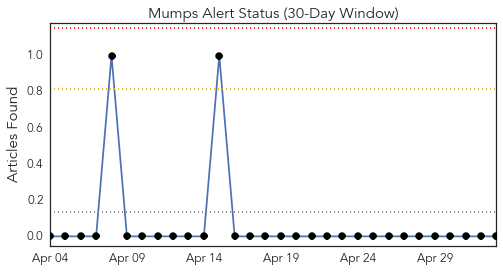 Mumps Alert Status (30-Day Window)
Articles Found
1.0
0.8
0.6
0.4
0.2
0.0
Apr 04 Apr 09 Apr 14 Apr 19 Apr 24 Apr 29